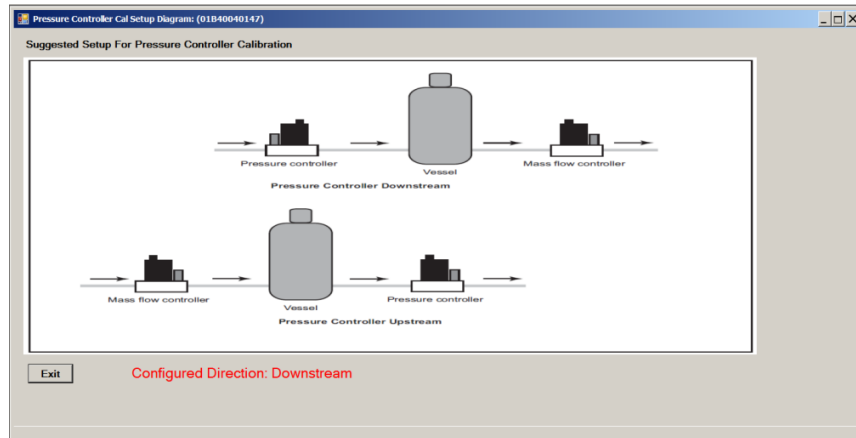 Pressure Controller Cal Setup Diagram: (01B40040147)
Suggested Setup For Pressure Controller Calibration
Pressure controller
Vessel
Mass flow controller
Pressure Controller Downstream
Mass flow controller
Vessel
Pressure controller
Pressure Controller Upstream
Exit
Configured Direction: Downstream